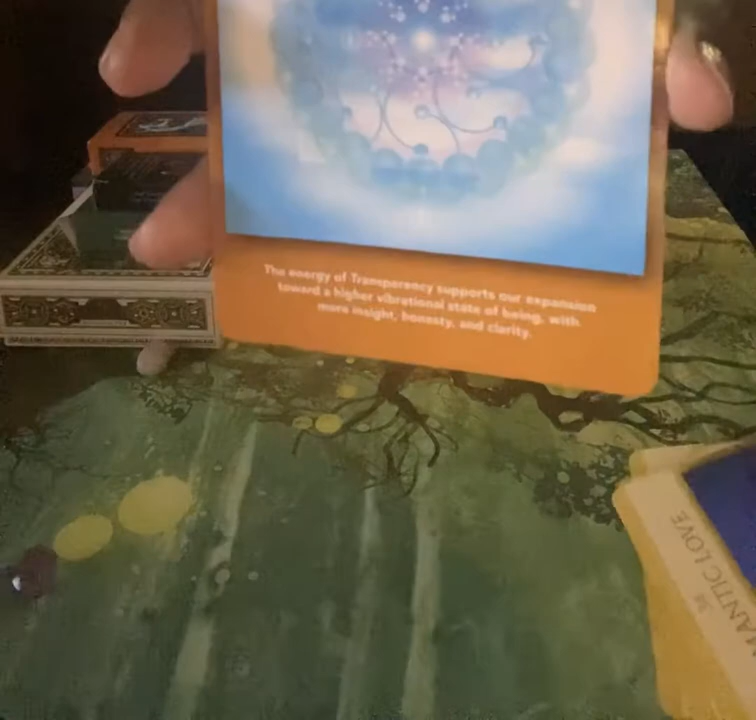 The energy of Transparency supports our expansion
toward a higher vibrational state of being, with
more insight, honesty, and clarity.
MANTIC LOVE